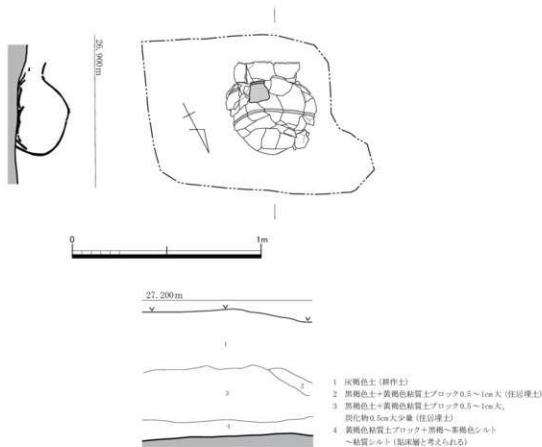 26,900m
0
1m
27,200m
1
2
3
4
1 灰褐色土(耕作土)
2 黒褐色土+黄褐色粘質土ブロック0.5~1cm大(住居埋土)
3 黒褐色土+黄褐色粘質土ブロック0.5~1cm大、
炭化物0.5cm大少量(住居埋土)
4 黄褐色粘質土ブロック+黒褐~茶褐色シルト
~粘質シルト(貼床層と考えられる)